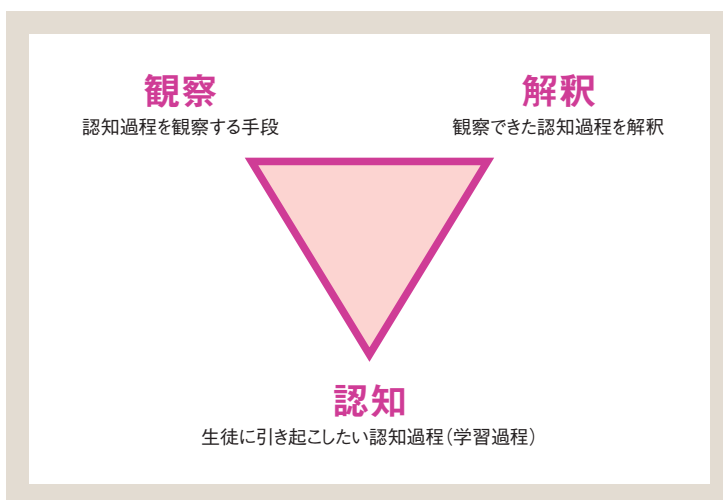 観察
認知過程を観察する手段
解釈
観察できた認知過程を解釈
認知
生徒に引き起こしたい認知過程(学習過程)